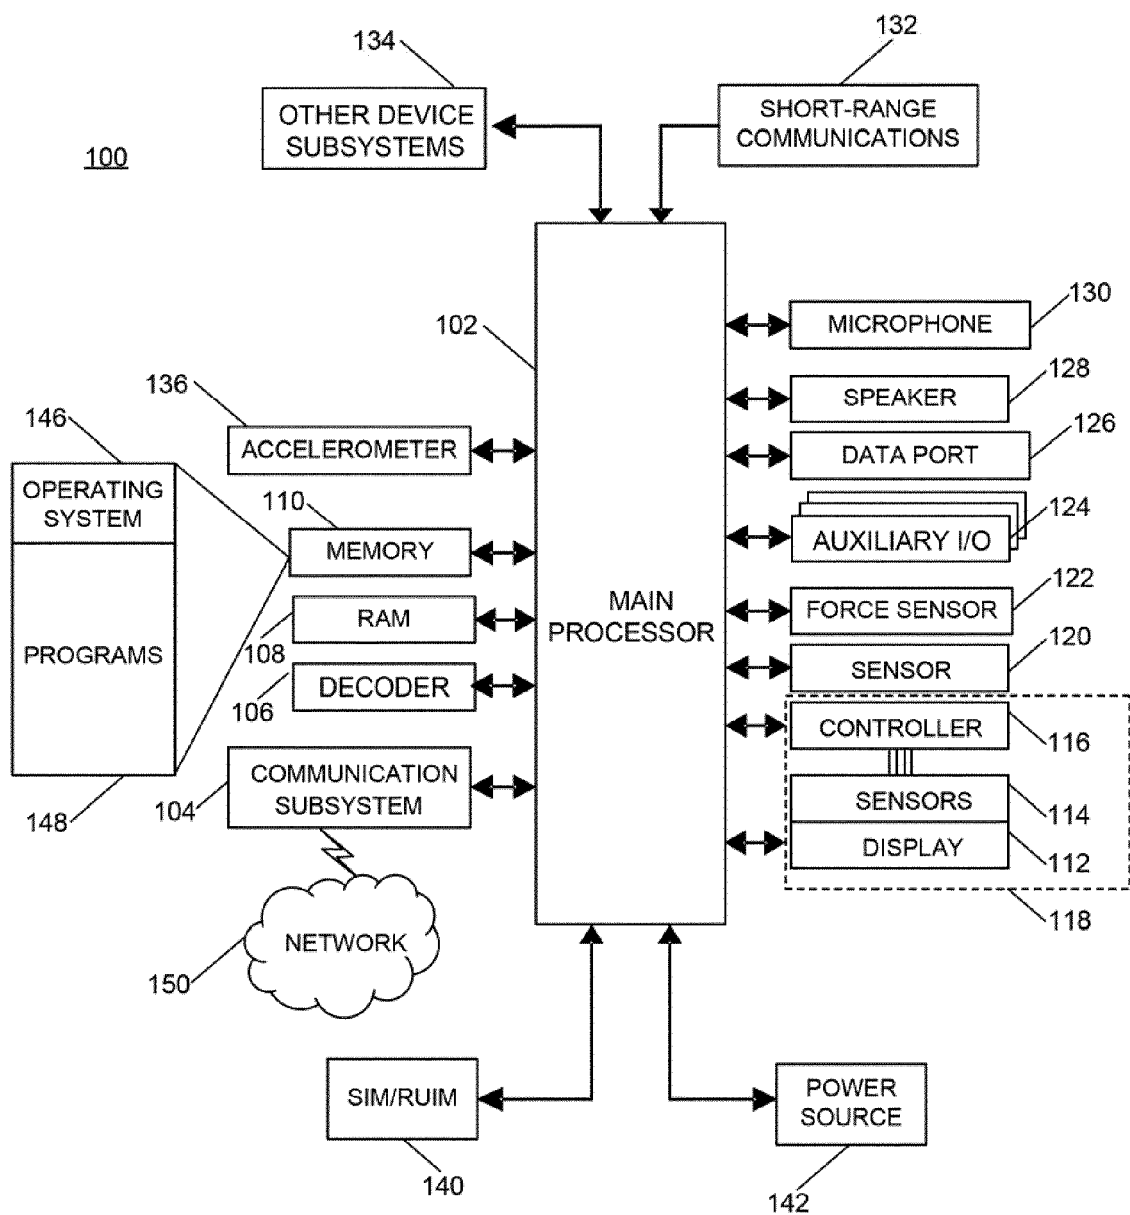 134
132
OTHER DEVICE
SUBSYSTEMS
SHORT-RANGE
COMMUNICATIONS
100
102
130
MICROPHONE
136
128
SPEAKER
146
ACCELEROMETER
126
DATA PORT
OPERATING
SYSTEM
110
MEMORY
124
AUXILIARY I/O
122
FORCE SENSOR
MAIN
PROCESSOR
RAM
108
PROGRAMS
120
SENSOR
DECODER
106
CONTROLLER
116
COMMUNICATION
SUBSYSTEM
104
148
SENSORS
114
DISPLAY
112
118
NETWORK
150
SIM/RUIM
140
POWER
SOURCE
142